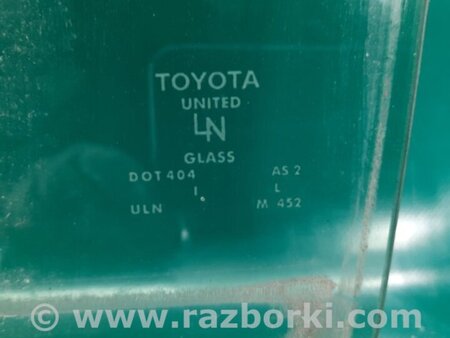 TOYOTA
UNITED
LN
GLASS
DOT 404 AS 2
I L
ULN M 452
© www.razborki.com